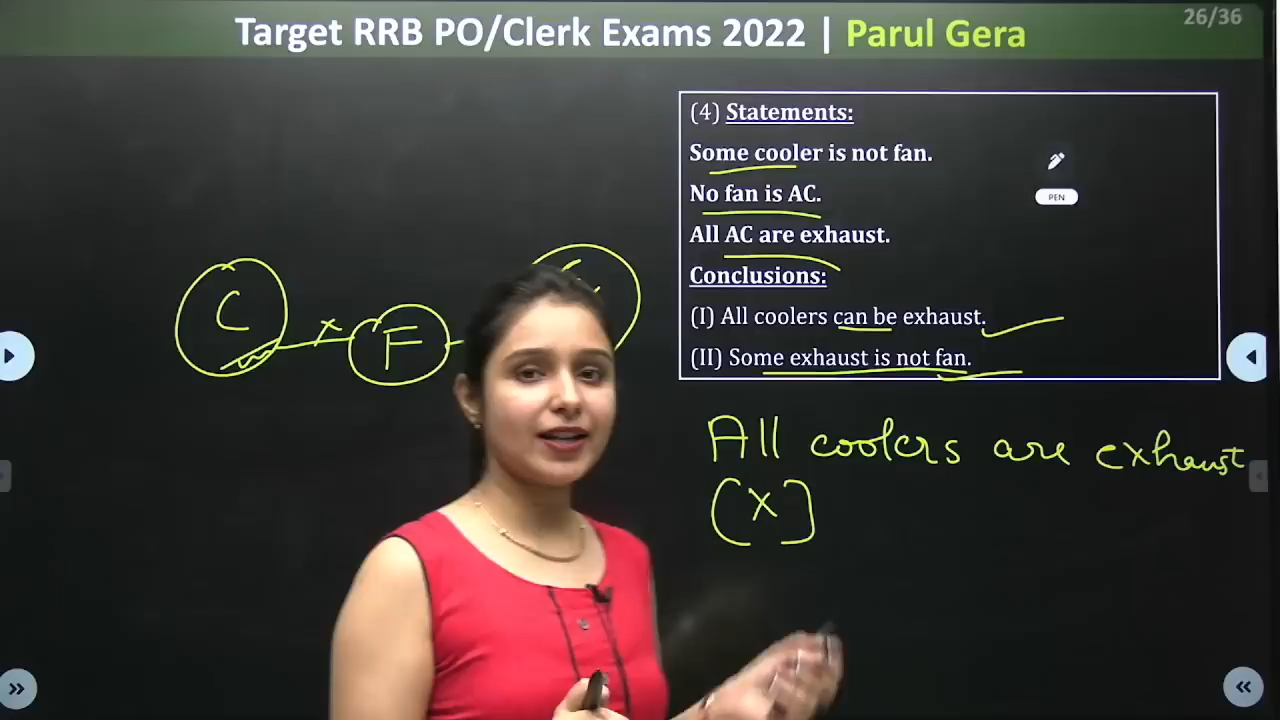 26/36
Target RRB PO/Clerk Exams 2022 | Parul Gera
(4) Statements:
Some cooler is not fan.
No fan is AC.
PEN
All AC are exhaust.
Conclusions:
(I) All coolers can be exhaust.
(II) Some exhaust is not fan.
C
F
All coolers are exhaust
(X]